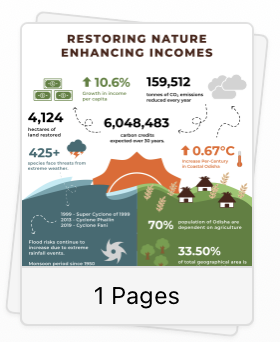 RESTORING NATURE
ENHANCING INCOMES
10.6%
Growth in income
per capita
159,512
tonnes of CO₂ emissions
reduced every year
4,124
hectares of
land restored
6,048,483
carbon credits
expected over 30 years
425+
species face threats from
extreme weather
0.67°C
Increase Per-Century
in Coastal Odisha
1999 - Super Cyclone of 1999
2013 - Cyclone Phailin
2019 - Cyclone Fani
70%
population of Odisha are
dependent on agriculture
Flood risks continue to
increase due to extreme
rainfall events.
Monsoon period since 1950
33.50%
of total geographical area is
1 Pages